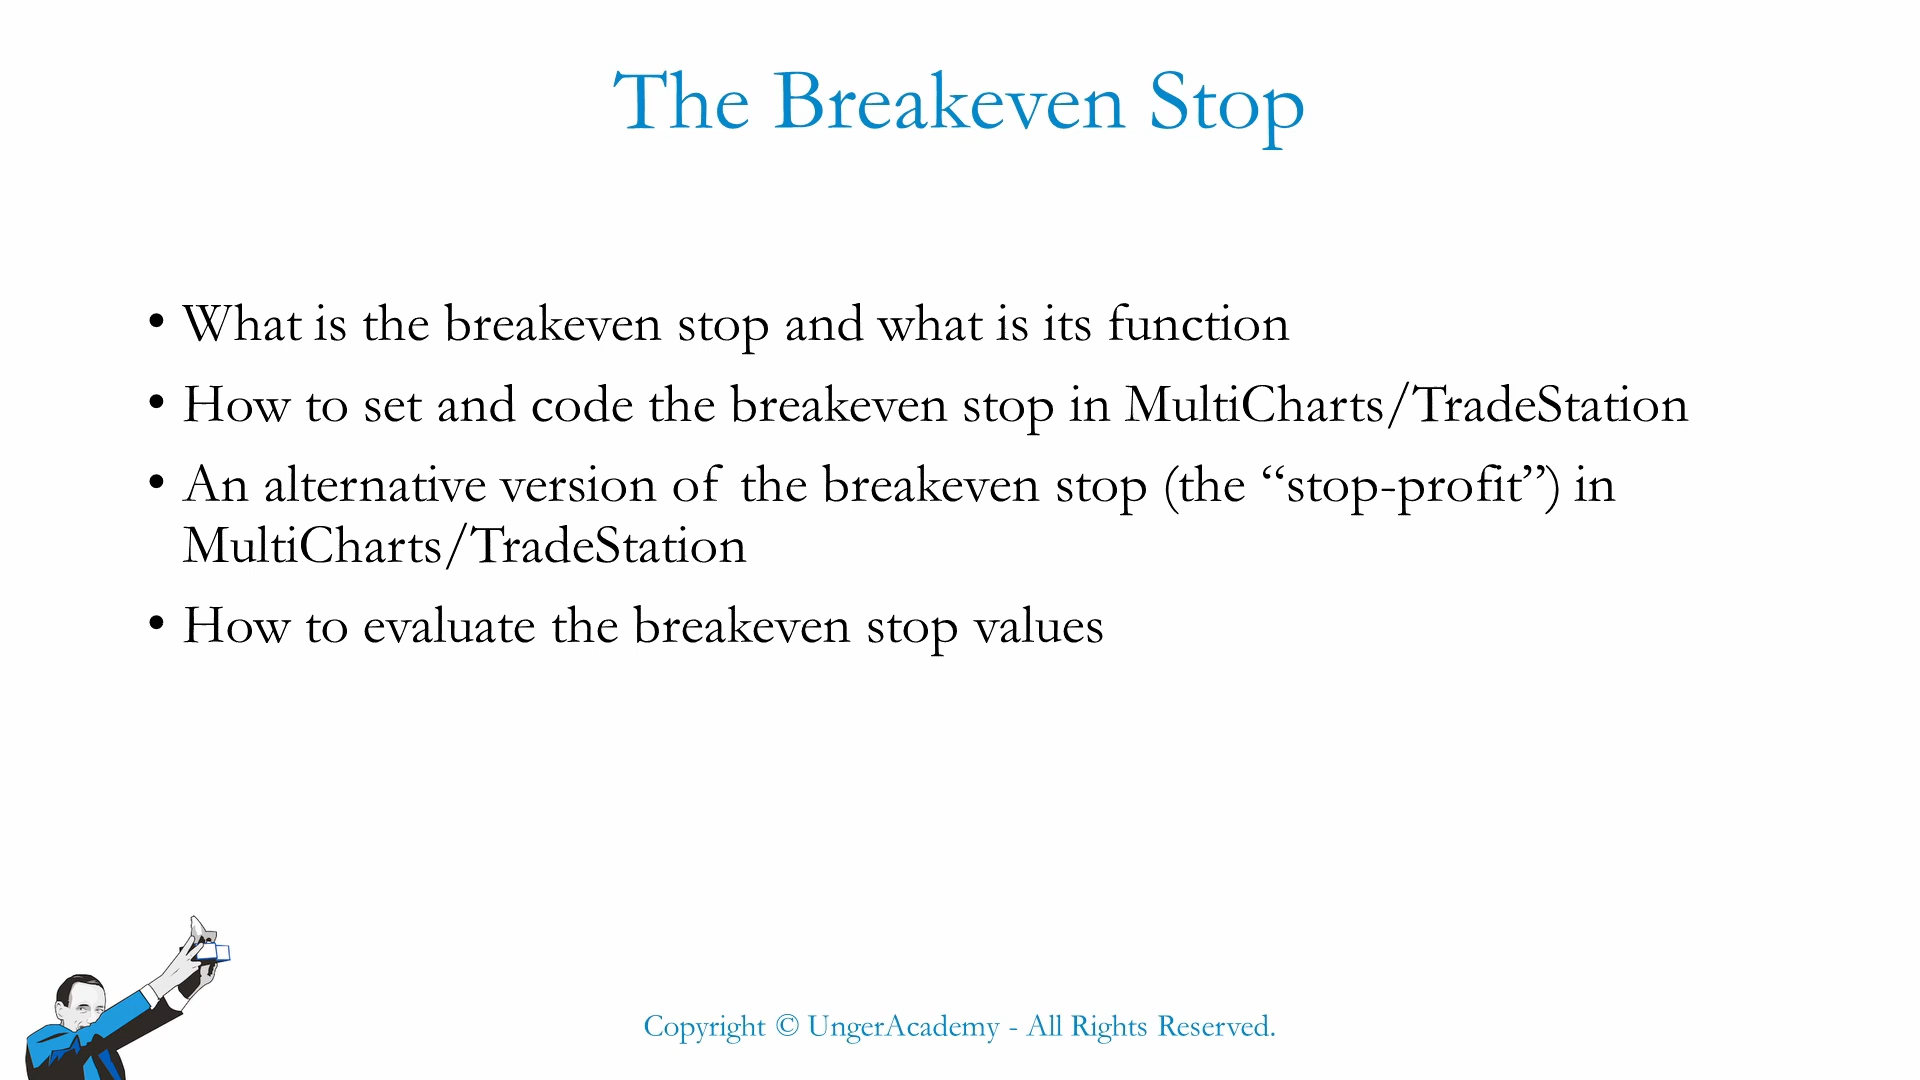 The Breakeven Stop
• What is the breakeven stop and what is its function
• How to set and code the breakeven stop in MultiCharts/TradeStation
• An alternative version of the breakeven stop (the “stop-profit”) in
MultiCharts/TradeStation
• How to evaluate the breakeven stop values
Copyright © UngerAcademy - All Rights Reserved.